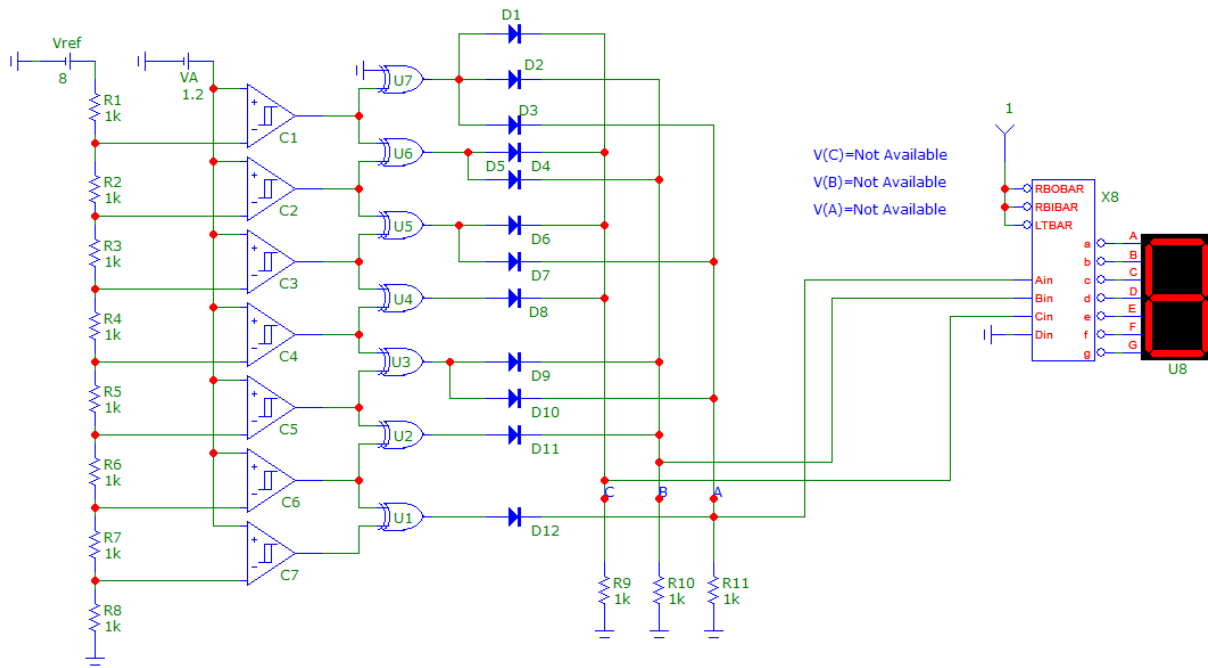 Vref
8
VA
1.2
R1
1k
R2
1k
R3
1k
R4
1k
R5
1k
R6
1k
R7
1k
R8
1k
+
-
C1
+
-
C2
+
-
C3
+
-
C4
+
-
C5
+
-
C6
+
-
C7
U7
U6
U5
U4
U3
U2
U1
D1
D2
D3
D5 D4
D6
D7
D8
D9
D10
D11
D12
C B A
R9
1k
R10
1k
R11
1k
V(C)=Not Available
V(B)=Not Available
V(A)=Not Available
1
X8
RBOBAR
RBIBAR
LTBAR
Ain
Bin
Cin
Din
a
b
c
d
e
f
g
A
B
C
D
E
F
G
U8